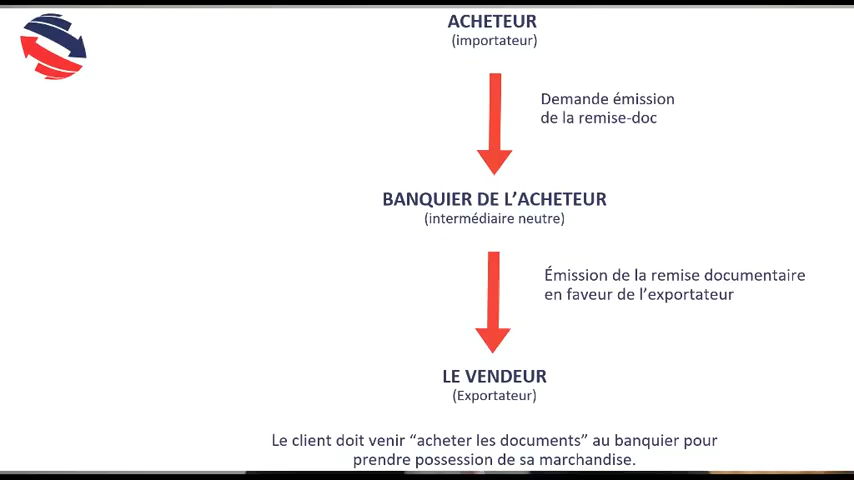 ACHETEUR
(importateur)
Demande émission
de la remise-doc
BANQUIER DE L’ACHETEUR
(intermédiaire neutre)
Émission de la remise documentaire
en faveur de l’exportateur
LE VENDEUR
(Exportateur)
Le client doit venir “acheter les documents” au banquier pour
prendre possession de sa marchandise.